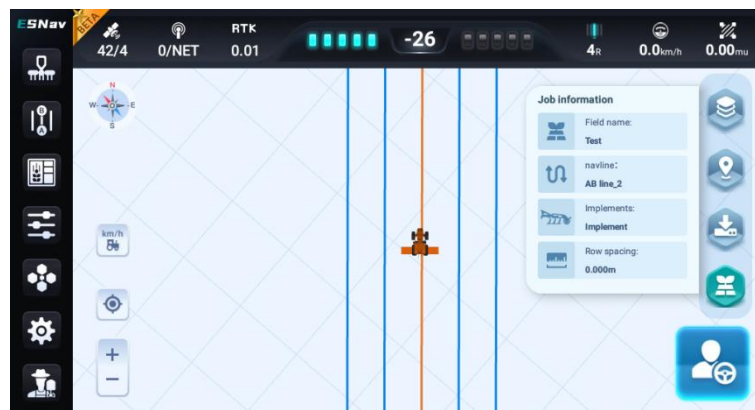 ESNav
BETA
42/4
0/NET
RTK
0.01
-26
4R
0.0km/h
0.00mu
N
W
E
S
km/h
+
−
B
A
Job information
Field name:
Test
navline:
AB line_2
Implements:
Implement
Row spacing:
0.000m